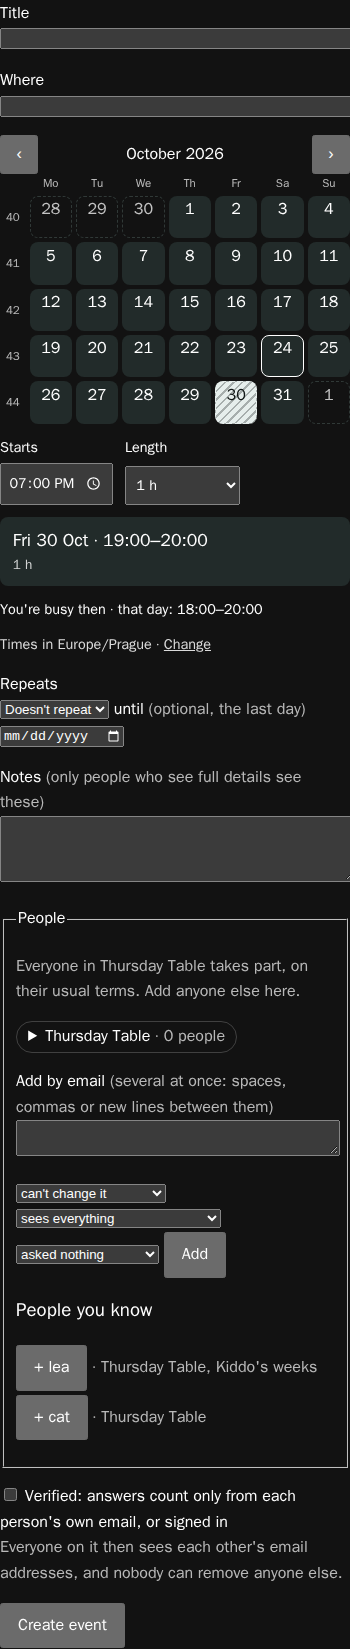 Title
Where
‹ October 2026 ›
Mo Tu We Th Fr Sa Su
40 28 29 30 1 2 3 4
41 5 6 7 8 9 10 11
42 12 13 14 15 16 17 18
43 19 20 21 22 23 24 25
44 26 27 28 29 30 31 1
Starts Length
07:00 PM 1 h
Fri 30 Oct · 19:00–20:00
1 h
You're busy then · that day: 18:00–20:00
Times in Europe/Prague · Change
Repeats
Doesn't repeat until (optional, the last day)
mm/dd/yyyy
Notes (only people who see full details see
these)
People
Everyone in Thursday Table takes part, on
their usual terms. Add anyone else here.
Thursday Table · 0 people
Add by email (several at once: spaces,
commas or new lines between them)
can't change it
sees everything
asked nothing Add
People you know
+ lea · Thursday Table, Kiddo's weeks
+ cat · Thursday Table
Verified: answers count only from each
person's own email, or signed in
Everyone on it then sees each other's email
addresses, and nobody can remove anyone else.
Create event